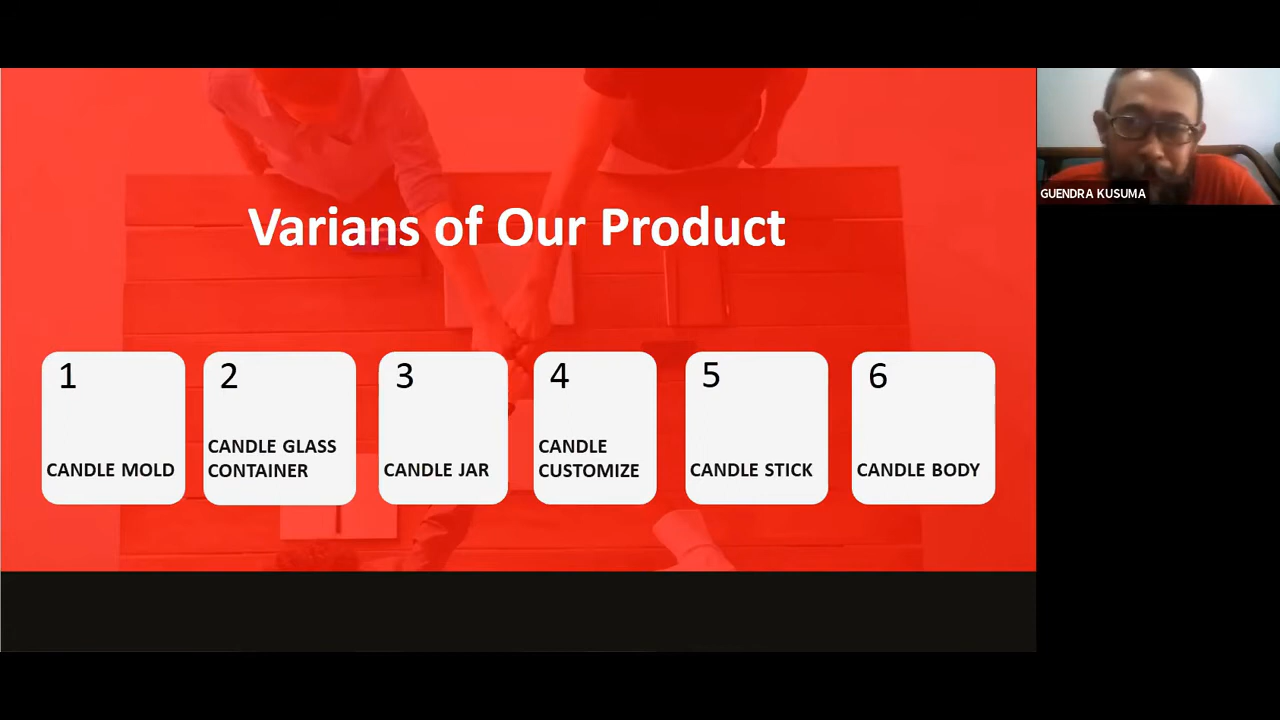 Varians of Our Product
1
CANDLE MOLD
2
CANDLE GLASS
CONTAINER
3
CANDLE JAR
4
CANDLE
CUSTOMIZE
5
CANDLE STICK
6
CANDLE BODY
GUENDRA KUSUMA